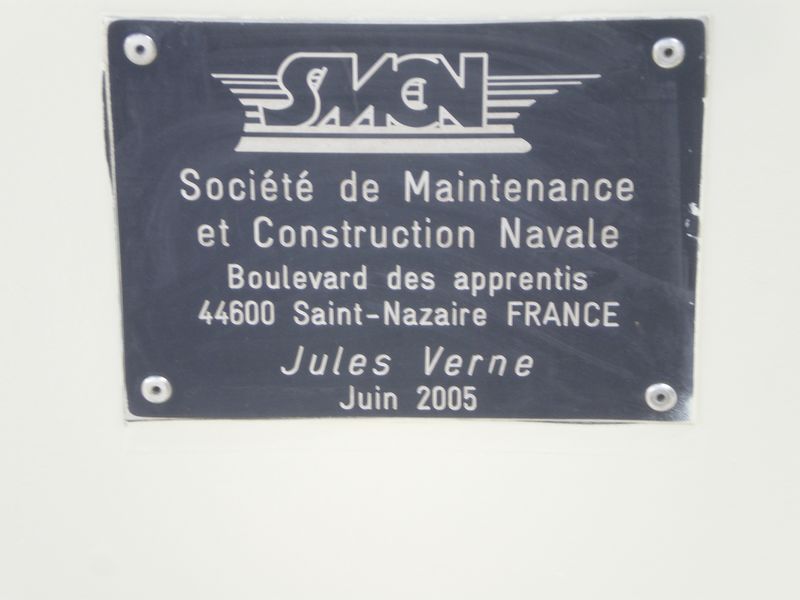 SMCN
Société de Maintenance
et Construction Navale
Boulevard des apprentis
44600 Saint-Nazaire FRANCE
Jules Verne
Juin 2005